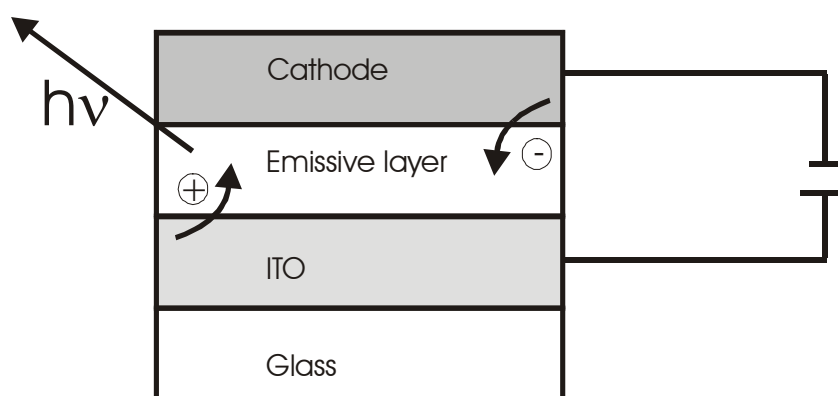 Cathode
hν
Emissive layer
-
+
ITO
Glass